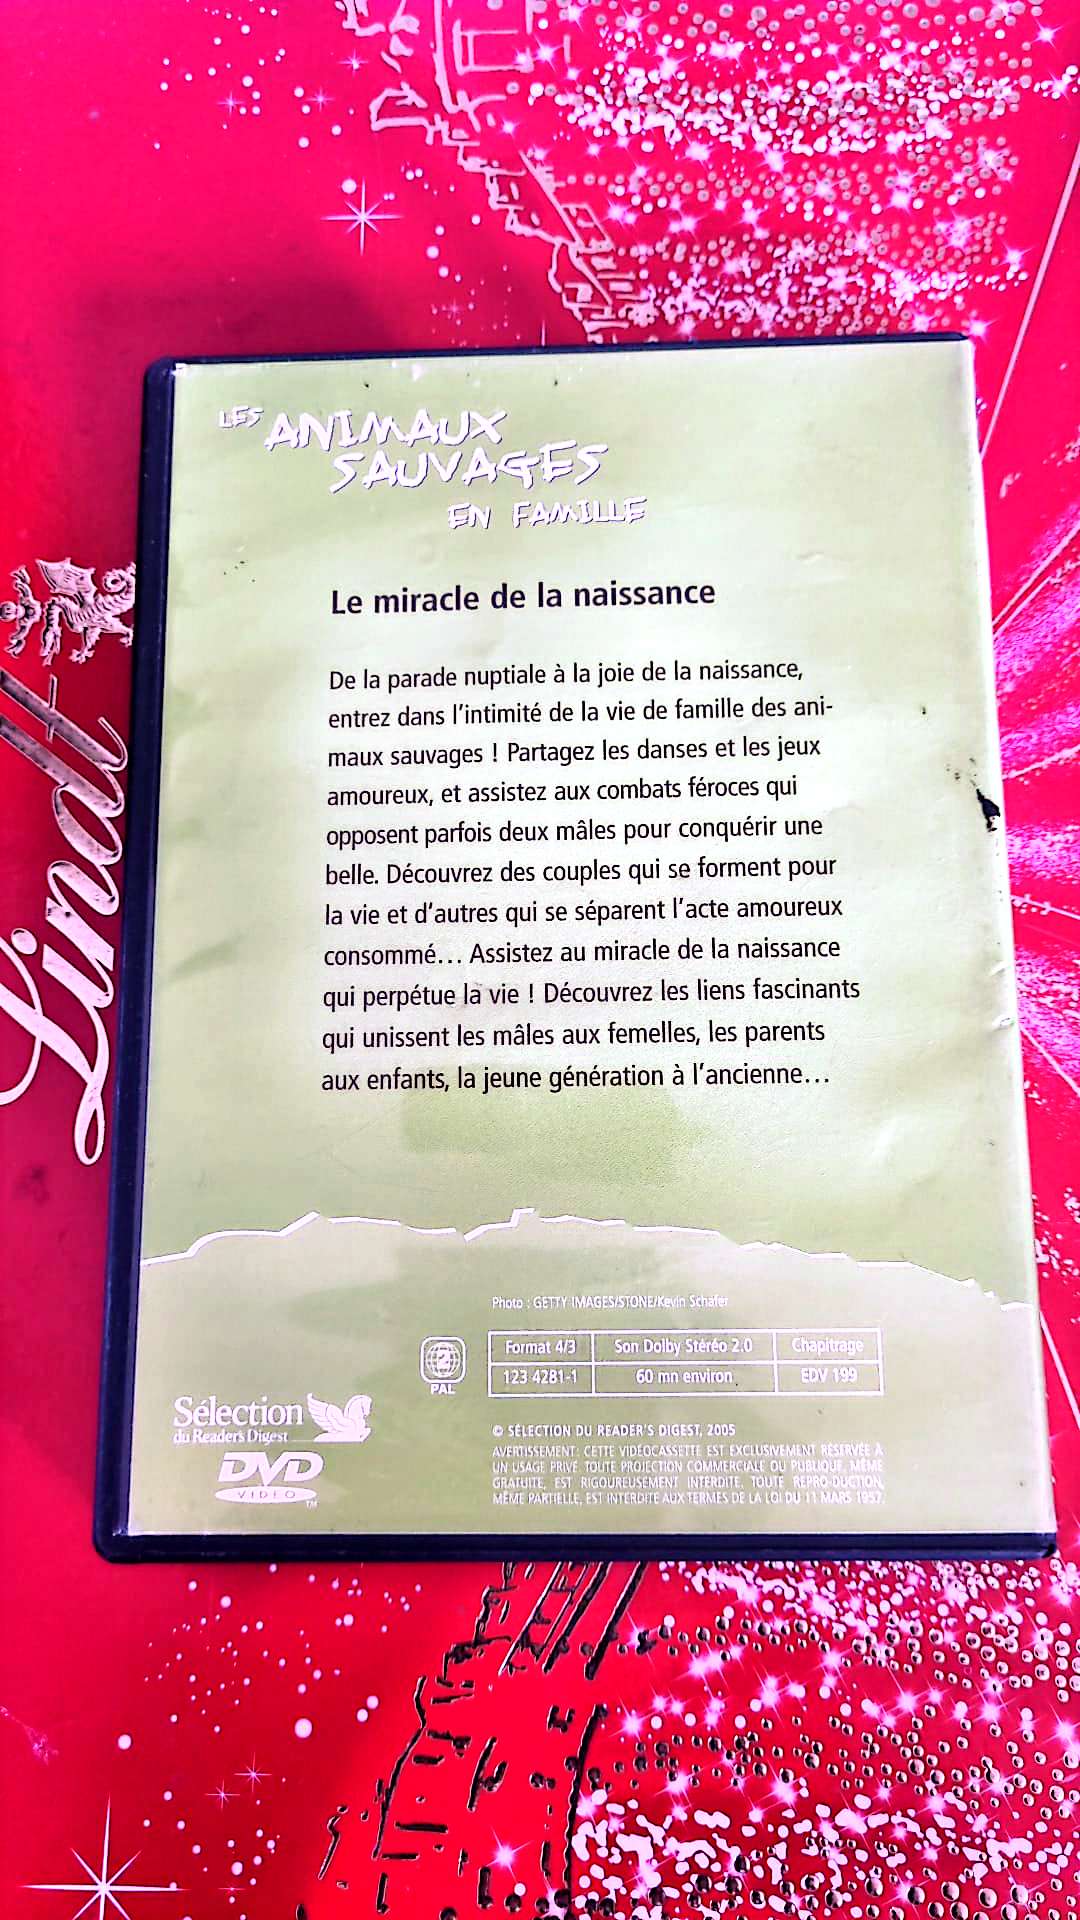 LES ANIMAUX
SAUVAGES
EN FAMILLE
Le miracle de la naissance
De la parade nuptiale à la joie de la naissance,
entrez dans l'intimité de la vie de famille des ani-
maux sauvages ! Partagez les danses et les jeux
amoureux, et assistez aux combats féroces qui
opposent parfois deux mâles pour conquérir une
belle. Découvrez des couples qui se forment pour
la vie et d'autres qui se séparent l'acte amoureux
consommé… Assistez au miracle de la naissance
qui perpétue la vie ! Découvrez les liens fascinants
qui unissent les mâles aux femelles, les parents
aux enfants, la jeune génération à l'ancienne…
Lindt
Photo : GETTY IMAGES/STONE/Kevin Schafer
2
PAL
Format 4/3 Son Dolby Stéréo 2.0 Chapitrage
123 4281-1 60 mn environ EDV 199
Sélection
du Reader's Digest
DVD
VIDEO
TM
© SÉLECTION DU READER'S DIGEST, 2005
AVERTISSEMENT: CETTE VIDÉOCASSETTE EST EXCLUSIVEMENT RÉSERVÉE À
UN USAGE PRIVÉ. TOUTE PROJECTION COMMERCIALE OU PUBLIQUE, MÊME
GRATUITE, EST RIGOUREUSEMENT INTERDITE. TOUTE REPRO-DUCTION,
MÊME PARTIELLE, EST INTERDITE AUX TERMES DE LA LOI DU 11 MARS 1957.